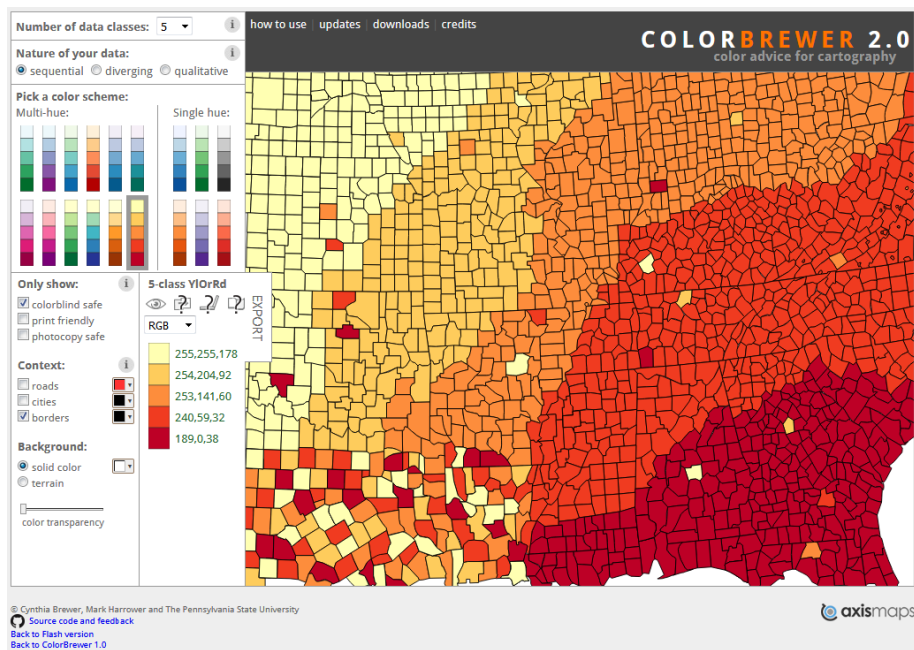 Number of data classes: 5 i
how to use | updates | downloads | credits
COLORBREWER 2.0
color advice for cartography
Nature of your data: i
sequential diverging qualitative
Pick a color scheme:
Multi-hue: Single hue:
Only show: i
colorblind safe
print friendly
photocopy safe
Context: i
roads
cities
borders
Background:
solid color
terrain
color transparency
5-class YlOrRd
? ? ?
RGB
EXPORT
255,255,178
254,204,92
253,141,60
240,59,32
189,0,38
© Cynthia Brewer, Mark Harrower and The Pennsylvania State University
Source code and feedback
Back to Flash version
Back to ColorBrewer 1.0
axismaps